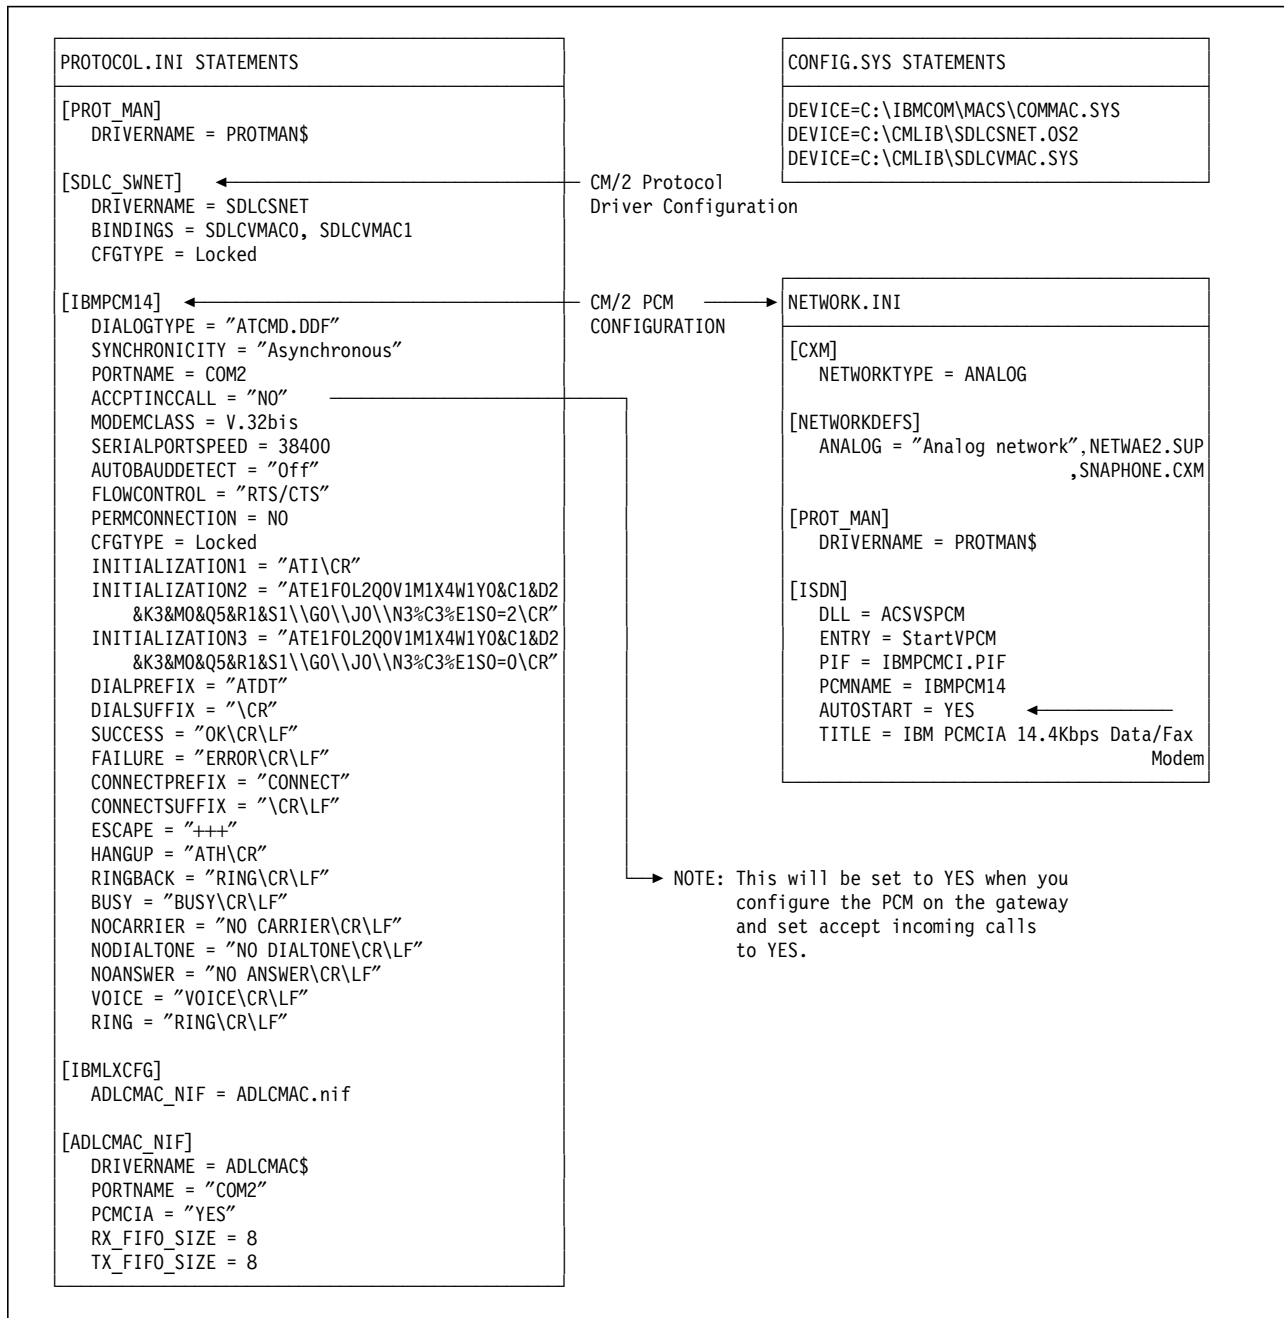 PROTOCOL.INI STATEMENTS
[PROT_MAN]
DRIVERNAME = PROTMAN$
[SDLC_SWNET]
DRIVERNAME = SDLCSNET
BINDINGS = SDLCVMAC0, SDLCVMAC1
CFGTYPE = Locked
[IBMPCM14]
DIALOGTYPE = "ATCMD.DDF"
SYNCHRONICITY = "Asynchronous"
PORTNAME = COM2
ACCPTINCCALL = "NO"
MODEMCLASS = V.32bis
SERIALPORTSPEED = 38400
AUTOBAUDDETECT = "Off"
FLOWCONTROL = "RTS/CTS"
PERMCONNECTION = NO
CFGTYPE = Locked
INITIALIZATION1 = "ATI\CR"
INITIALIZATION2 = "ATE1F0L2Q0V1M1X4W1Y0&C1&D2
&K3&M0&Q5&R1&S1\\G0\\J0\\N3%C3%E1S0=2\CR"
INITIALIZATION3 = "ATE1F0L2Q0V1M1X4W1Y0&C1&D2
&K3&M0&Q5&R1&S1\\G0\\J0\\N3%C3%E1S0=0\CR"
DIALPREFIX = "ATDT"
DIALSUFFIX = "\CR"
SUCCESS = "OK\CR\LF"
FAILURE = "ERROR\CR\LF"
CONNECTPREFIX = "CONNECT"
CONNECTSUFFIX = "\CR\LF"
ESCAPE = "+++"
HANGUP = "ATH\CR"
RINGBACK = "RING\CR\LF"
BUSY = "BUSY\CR\LF"
NOCARRIER = "NO CARRIER\CR\LF"
NODIALTONE = "NO DIALTONE\CR\LF"
NOANSWER = "NO ANSWER\CR\LF"
VOICE = "VOICE\CR\LF"
RING = "RING\CR\LF"
[IBMLXCFG]
ADLCMAC_NIF = ADLCMAC.nif
[ADLCMAC_NIF]
DRIVERNAME = ADLCMAC$
PORTNAME = "COM2"
PCMCIA = "YES"
RX_FIFO_SIZE = 8
TX_FIFO_SIZE = 8
CM/2 Protocol
Driver Configuration
CM/2 PCM
CONFIGURATION
CONFIG.SYS STATEMENTS
DEVICE=C:\IBMCOM\MACS\COMMAC.SYS
DEVICE=C:\CMLIB\SDLCSNET.OS2
DEVICE=C:\CMLIB\SDLCVMAC.SYS
NETWORK.INI
[CXM]
NETWORKTYPE = ANALOG
[NETWORKDEFS]
ANALOG = "Analog network",NETWAE2.SUP
,SNAPHONE.CXM
[PROT_MAN]
DRIVERNAME = PROTMAN$
[ISDN]
DLL = ACSVSPCM
ENTRY = StartVPCM
PIF = IBMPCMCI.PIF
PCMNAME = IBMPCM14
AUTOSTART = YES
TITLE = IBM PCMCIA 14.4Kbps Data/Fax
Modem
NOTE: This will be set to YES when you
configure the PCM on the gateway
and set accept incoming calls
to YES.